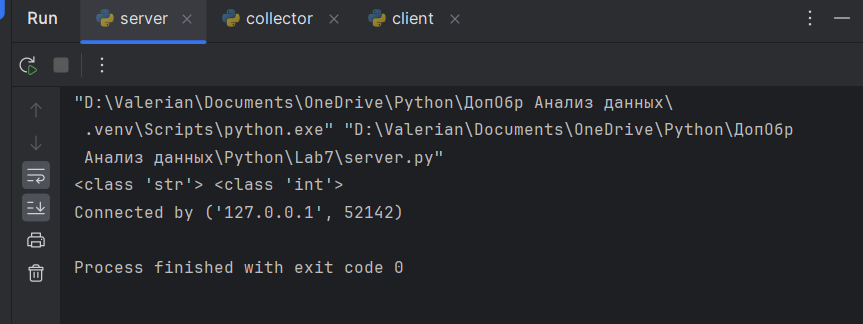 Run server collector client
"D:\Valerian\Documents\OneDrive\Python\ДопОбр Анализ данных\
.venv\Scripts\python.exe" "D:\Valerian\Documents\OneDrive\Python\ДопОбр
Анализ данных\Python\Lab7\server.py"
<class 'str'> <class 'int'>
Connected by ('127.0.0.1', 52142)
Process finished with exit code 0